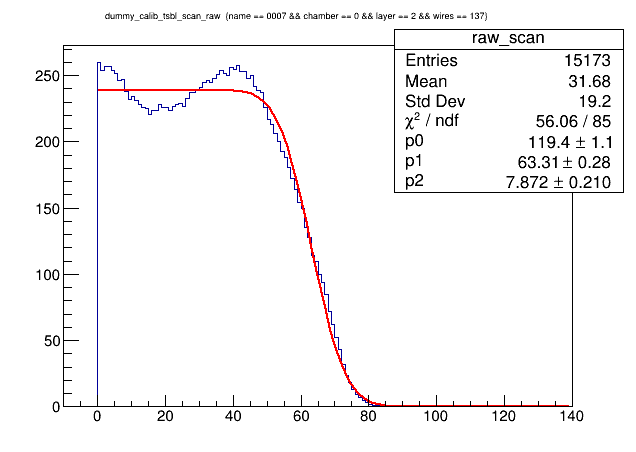 dummy_calib_tsbl_scan_raw (name == 0007 && chamber == 0 && layer == 2 && wires == 137)
raw_scan
Entries 15173
Mean 31.68
Std Dev 19.2
χ² / ndf 56.06 / 85
p0 119.4 ± 1.1
p1 63.31 ± 0.28
p2 7.872 ± 0.210
250
200
150
100
50
0
0 20 40 60 80 100 120 140